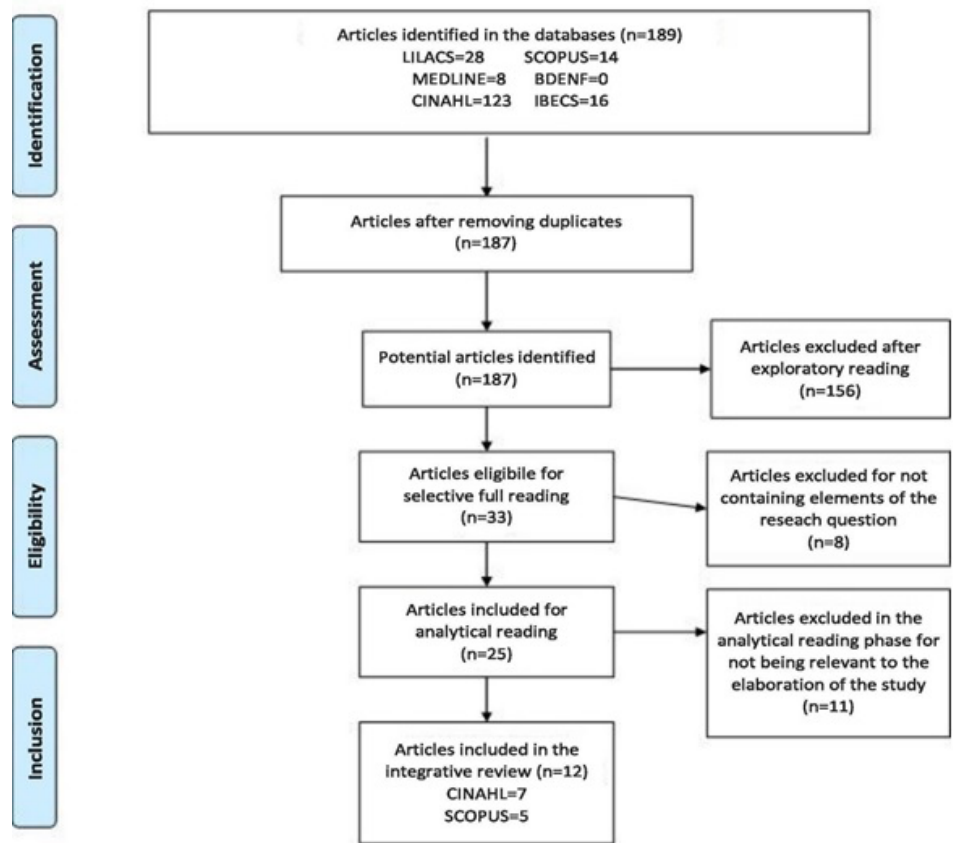 Identification
Articles identified in the databases (n=189)
LILACS=28 SCOPUS=14
MEDLINE=8 BDENF=0
CINAHL=123 IBECS=16
Articles after removing duplicates
(n=187)
Assessment
Potential articles identified
(n=187)
Articles excluded after
exploratory reading
(n=156)
Eligibility
Articles eligibile for
selective full reading
(n=33)
Articles excluded for not
containing elements of the
reseach question
(n=8)
Articles included for
analytical reading
(n=25)
Articles excluded in the
analytical reading phase for
not being relevant to the
elaboration of the study
(n=11)
Inclusion
Articles included in the
integrative review (n=12)
CINAHL=7
SCOPUS=5